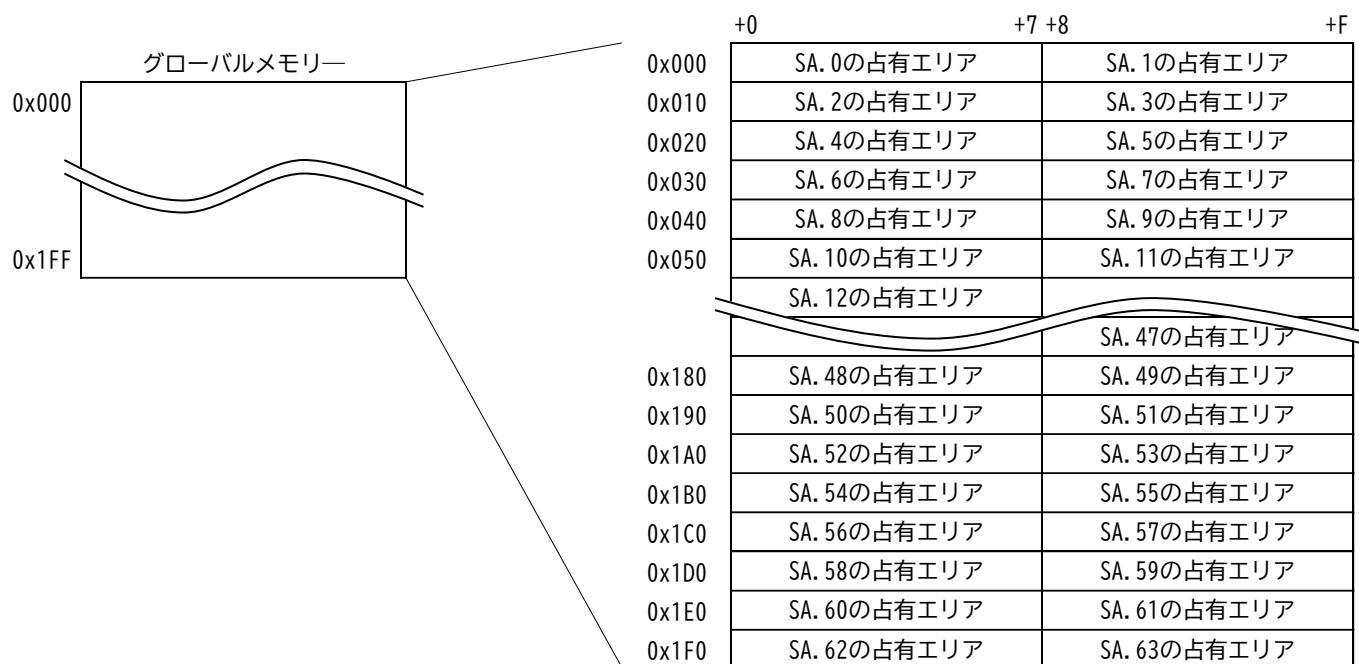 +0 +7 +8 +F
グローバルメモリ―
0x000
0x1FF
0x000 SA.0の占有エリア SA.1の占有エリア
0x010 SA.2の占有エリア SA.3の占有エリア
0x020 SA.4の占有エリア SA.5の占有エリア
0x030 SA.6の占有エリア SA.7の占有エリア
0x040 SA.8の占有エリア SA.9の占有エリア
0x050 SA.10の占有エリア SA.11の占有エリア
SA.12の占有エリア
SA.47の占有エリア
0x180 SA.48の占有エリア SA.49の占有エリア
0x190 SA.50の占有エリア SA.51の占有エリア
0x1A0 SA.52の占有エリア SA.53の占有エリア
0x1B0 SA.54の占有エリア SA.55の占有エリア
0x1C0 SA.56の占有エリア SA.57の占有エリア
0x1D0 SA.58の占有エリア SA.59の占有エリア
0x1E0 SA.60の占有エリア SA.61の占有エリア
0x1F0 SA.62の占有エリア SA.63の占有エリア